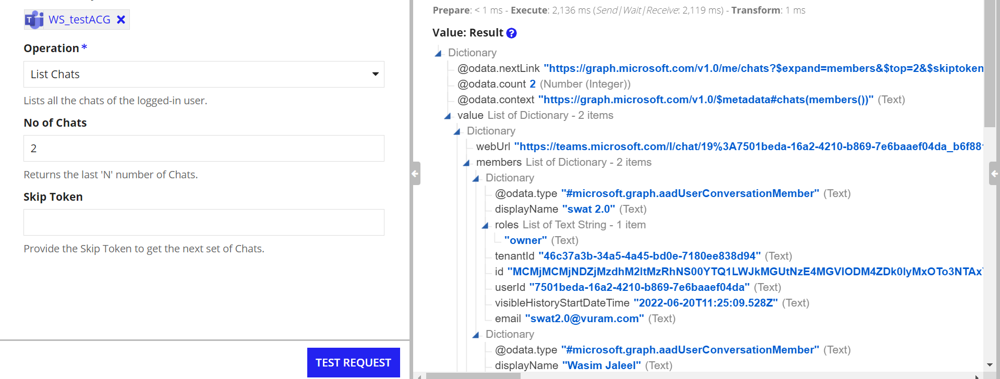 WS_testACG
Operation *
List Chats
Lists all the chats of the logged-in user.
No of Chats
2
Returns the last 'N' number of Chats.
Skip Token
Provide the Skip Token to get the next set of Chats.
TEST REQUEST
Prepare: < 1 ms - Execute: 2,136 ms (Send|Wait|Receive: 2,119 ms) - Transform: 1 ms
Value: Result ?
Dictionary
@odata.nextLink "https://graph.microsoft.com/v1.0/me/chats?$expand=members&$top=2&$skiptoken
@odata.count 2 (Number (Integer))
@odata.context "https://graph.microsoft.com/v1.0/$metadata#chats(members())" (Text)
value List of Dictionary - 2 items
Dictionary
webUrl "https://teams.microsoft.com/l/chat/19%3A7501beda-16a2-4210-b869-7e6baaef04da_b6f88
members List of Dictionary - 2 items
Dictionary
@odata.type "#microsoft.graph.aadUserConversationMember" (Text)
displayName "swat 2.0" (Text)
roles List of Text String - 1 item
"owner" (Text)
tenantId "46c37a3b-34a5-4a45-bd0e-7180ee838d94" (Text)
id "MCMjMCMjNDZjMzdhM2ItMzRhNS00YTQ1LWJkMGUtNzE4MGVlODM4ZDk0IyMxOTo3NTAx
userId "7501beda-16a2-4210-b869-7e6baaef04da" (Text)
visibleHistoryStartDateTime "2022-06-20T11:25:09.528Z" (Text)
email "swat2.0@vuram.com" (Text)
Dictionary
@odata.type "#microsoft.graph.aadUserConversationMember" (Text)
displayName "Wasim Jaleel" (Text)